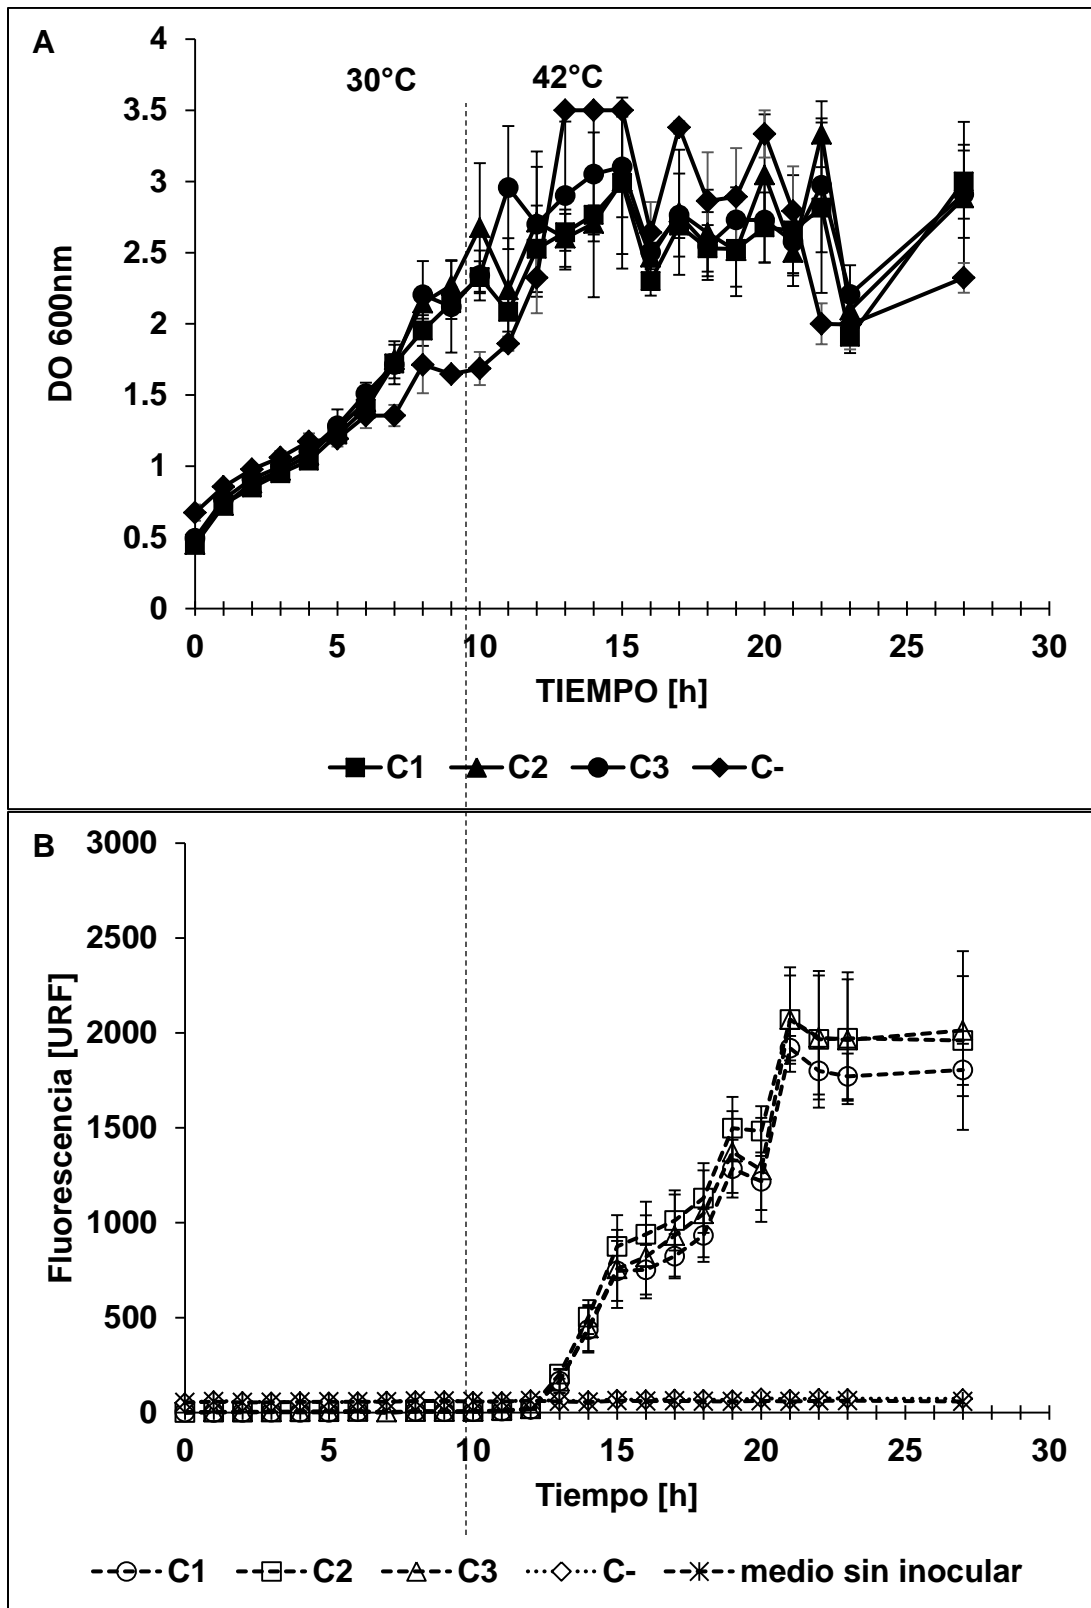 A
30°C 42°C
4
3.5
3
2.5
2
1.5
1
0.5
0
DO 600nm
0 5 10 15 20 25 30
TIEMPO [h]
C1 C2 C3 C-
B
3000
2500
2000
1500
1000
500
0
Fluorescencia [URF]
0 5 10 15 20 25 30
Tiempo [h]
C1 C2 C3 C- medio sin inocular